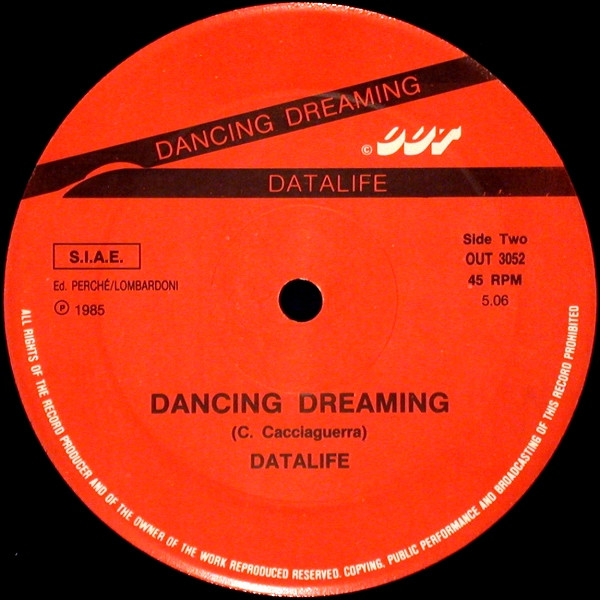 DANCING DREAMING
© OUT
DATALIFE
S.I.A.E.
Ed. PERCHÉ/LOMBARDONI
℗ 1985
Side Two
OUT 3052
45 RPM
5.06
DANCING DREAMING
(C. Cacciaguerra)
DATALIFE
ALL RIGHTS OF THE RECORD PRODUCER AND OF THE OWNER OF THE WORK REPRODUCED RESERVED. COPYING, PUBLIC PERFORMANCE AND BROADCASTING OF THIS RECORD PROHIBITED